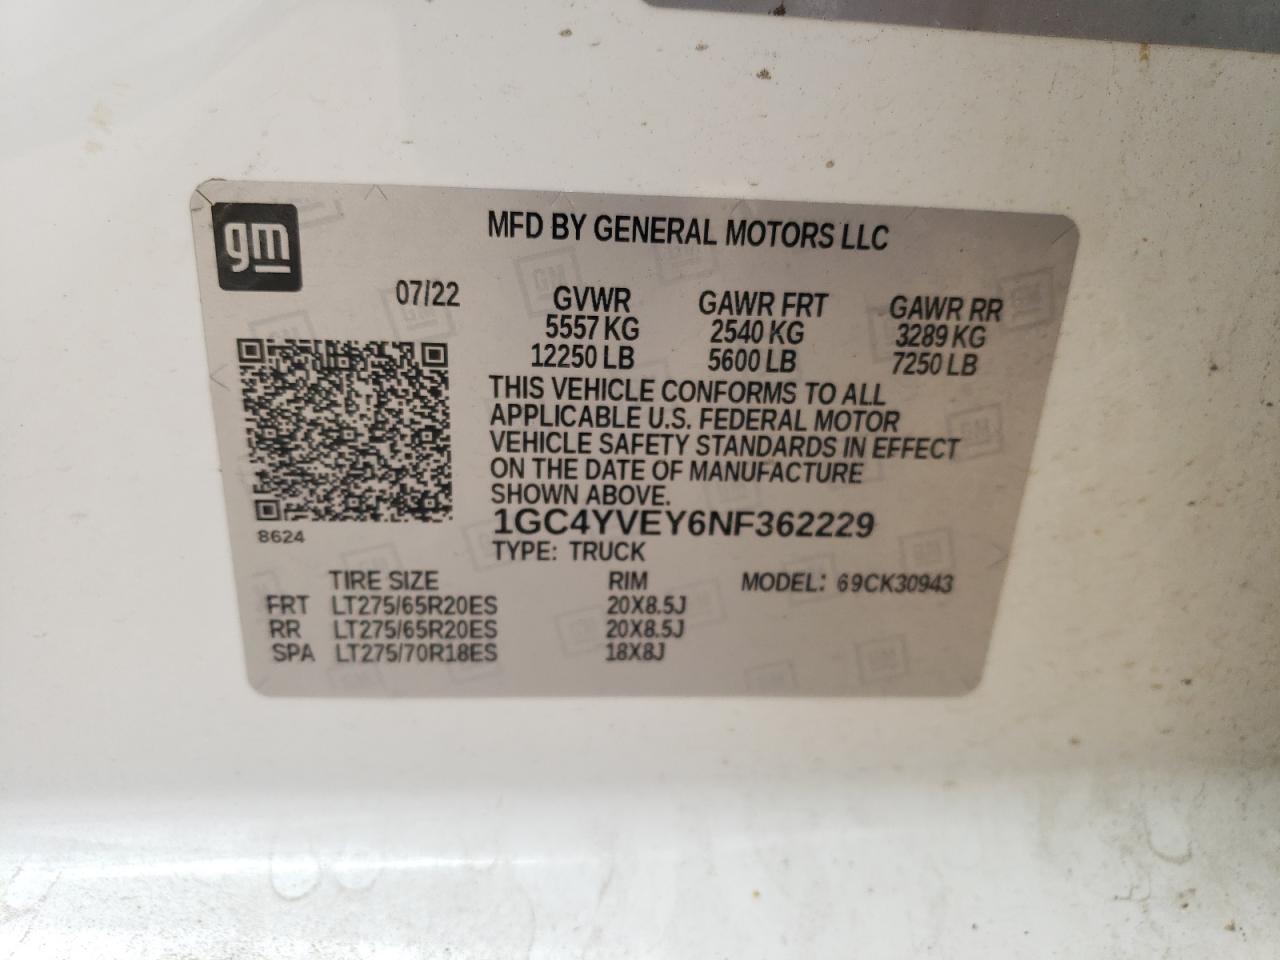 gm
MFD BY GENERAL MOTORS LLC
07/22
GVWR GAWR FRT GAWR RR
5557 KG 2540 KG 3289 KG
12250 LB 5600 LB 7250 LB
THIS VEHICLE CONFORMS TO ALL
APPLICABLE U.S. FEDERAL MOTOR
VEHICLE SAFETY STANDARDS IN EFFECT
ON THE DATE OF MANUFACTURE
SHOWN ABOVE.
8624
1GC4YVEY6NF362229
TYPE: TRUCK
TIRE SIZE RIM MODEL: 69CK30943
FRT LT275/65R20ES 20X8.5J
RR LT275/65R20ES 20X8.5J
SPA LT275/70R18ES 18X8J